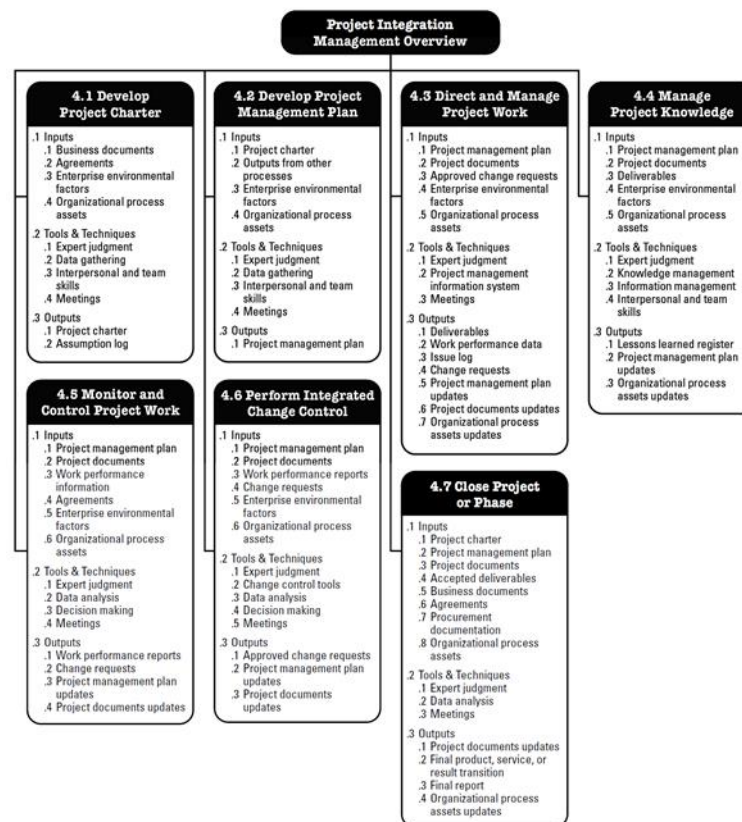 Project Integration
Management Overview
4.1 Develop
Project Charter
.1 Inputs
.1 Business documents
.2 Agreements
.3 Enterprise environmental
factors
.4 Organizational process
assets
.2 Tools & Techniques
.1 Expert judgment
.2 Data gathering
.3 Interpersonal and team
skills
.4 Meetings
.3 Outputs
.1 Project charter
.2 Assumption log
4.2 Develop Project
Management Plan
.1 Inputs
.1 Project charter
.2 Outputs from other
processes
.3 Enterprise environmental
factors
.4 Organizational process
assets
.2 Tools & Techniques
.1 Expert judgment
.2 Data gathering
.3 Interpersonal and team
skills
.4 Meetings
.3 Outputs
.1 Project management plan
4.3 Direct and Manage
Project Work
.1 Inputs
.1 Project management plan
.2 Project documents
.3 Approved change requests
.4 Enterprise environmental
factors
.5 Organizational process
assets
.2 Tools & Techniques
.1 Expert judgment
.2 Project management
information system
.3 Meetings
.3 Outputs
.1 Deliverables
.2 Work performance data
.3 Issue log
.4 Change requests
.5 Project management plan
updates
.6 Project documents updates
.7 Organizational process
assets updates
4.4 Manage
Project Knowledge
.1 Inputs
.1 Project management plan
.2 Project documents
.3 Deliverables
.4 Enterprise environmental
factors
.5 Organizational process
assets
.2 Tools & Techniques
.1 Expert judgment
.2 Knowledge management
.3 Information management
.4 Interpersonal and team
skills
.3 Outputs
.1 Lessons learned register
.2 Project management plan
updates
.3 Organizational process
assets updates
4.5 Monitor and
Control Project Work
.1 Inputs
.1 Project management plan
.2 Project documents
.3 Work performance
information
.4 Agreements
.5 Enterprise environmental
factors
.6 Organizational process
assets
.2 Tools & Techniques
.1 Expert judgment
.2 Data analysis
.3 Decision making
.4 Meetings
.3 Outputs
.1 Work performance reports
.2 Change requests
.3 Project management plan
updates
.4 Project documents updates
4.6 Perform Integrated
Change Control
.1 Inputs
.1 Project management plan
.2 Project documents
.3 Work performance reports
.4 Change requests
.5 Enterprise environmental
factors
.6 Organizational process
assets
.2 Tools & Techniques
.1 Expert judgment
.2 Change control tools
.3 Data analysis
.4 Decision making
.5 Meetings
.3 Outputs
.1 Approved change requests
.2 Project management plan
updates
.3 Project documents
updates
4.7 Close Project
or Phase
.1 Inputs
.1 Project charter
.2 Project management plan
.3 Project documents
.4 Accepted deliverables
.5 Business documents
.6 Agreements
.7 Procurement
documentation
.8 Organizational process
assets
.2 Tools & Techniques
.1 Expert judgment
.2 Data analysis
.3 Meetings
.3 Outputs
.1 Project documents updates
.2 Final product, service, or
result transition
.3 Final report
.4 Organizational process
assets updates